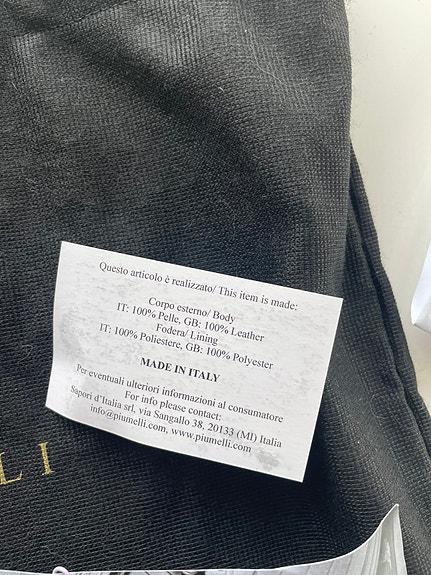 Questo articolo è realizzato/ This item is made:
Corpo esterno/ Body
IT: 100% Pelle, GB: 100% Leather
Fodera/ Lining
IT: 100% Poliestere, GB: 100% Polyester
MADE IN ITALY
Per eventuali ulteriori informazioni al consumatore
For info please contact:
Sapori d'Italia srl, via Sangallo 38, 20133 (MI) Italia
info@piumelli.com, www.piumelli.com
LLI